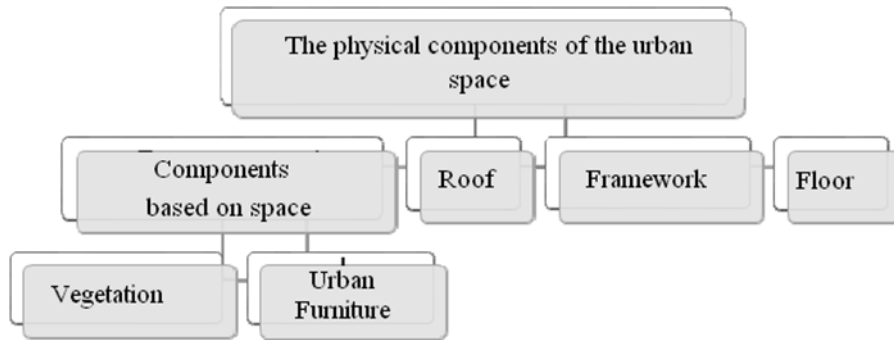 The physical components of the urban
space
Components
based on space
Roof
Framework
Floor
Vegetation
Urban
Furniture